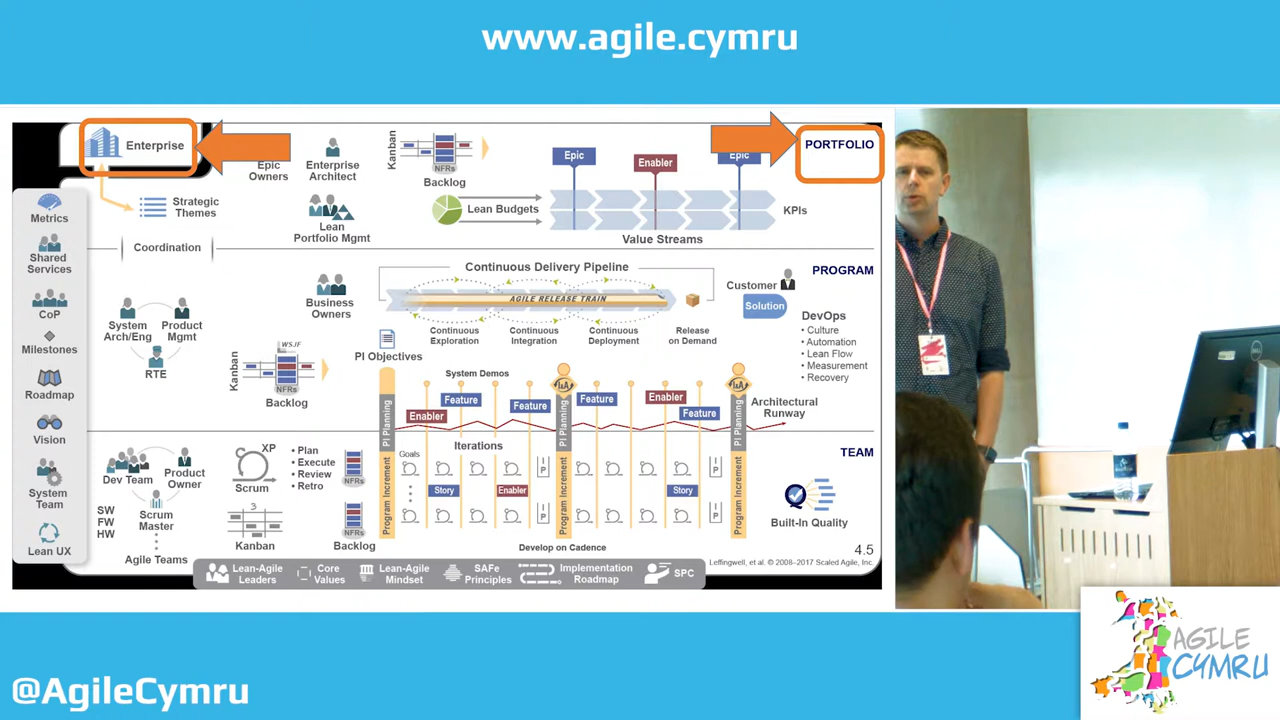 www.agile.cymru
Enterprise
Epic
Owners
Enterprise
Architect
Kanban
NFRs
Backlog
Epic
Enabler
Epic
PORTFOLIO
Strategic
Themes
Lean
Portfolio Mgmt
Lean Budgets
Value Streams
KPIs
Coordination
Metrics
Shared
Services
CoP
Milestones
Roadmap
Vision
System
Team
Lean UX
Continuous Delivery Pipeline
PROGRAM
Business
Owners
AGILE RELEASE TRAIN
Customer
Solution
System
Arch/Eng
Product
Mgmt
RTE
Continuous
Exploration
Continuous
Integration
Continuous
Deployment
Release
on Demand
DevOps
• Culture
• Automation
• Lean Flow
• Measurement
• Recovery
Kanban
WSJF
NFRs
Backlog
PI Objectives
System Demos
Enabler
Feature
Feature
Feature
Enabler
Feature
Architectural
Runway
PI Planning
PI Planning
PI Planning
TEAM
Dev Team
Product
Owner
Scrum
Master
SW
FW
HW
Agile Teams
XP
Scrum
• Plan
• Execute
• Review
• Retro
3
Kanban
NFRs
NFRs
Backlog
Iterations
Goals
Program Increment
Story
Enabler
I P
I P
Program Increment
Story
I P
I P
Program Increment
Built-In Quality
Develop on Cadence
4.5
Leffingwell, et al. © 2008–2017 Scaled Agile, Inc.
Lean-Agile
Leaders
Core
Values
Lean-Agile
Mindset
SAFe
Principles
Implementation
Roadmap
SPC
DELL
AGILE
CYMRU
@AgileCymru